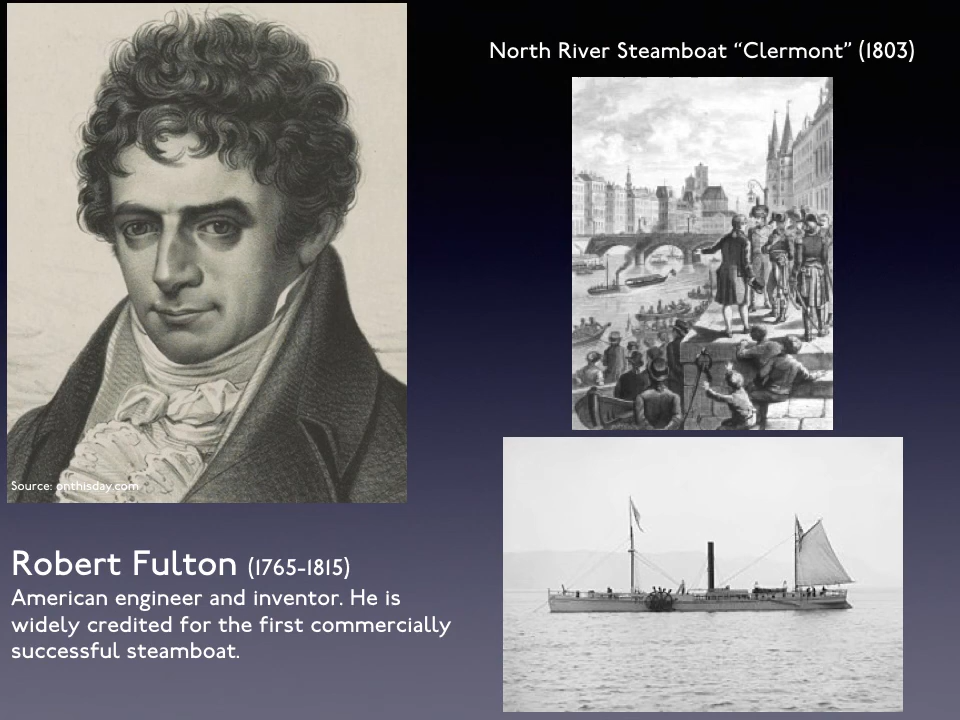 North River Steamboat “Clermont” (1803)
Source: onthisday.com
Robert Fulton (1765-1815)
American engineer and inventor. He is
widely credited for the first commercially
successful steamboat.